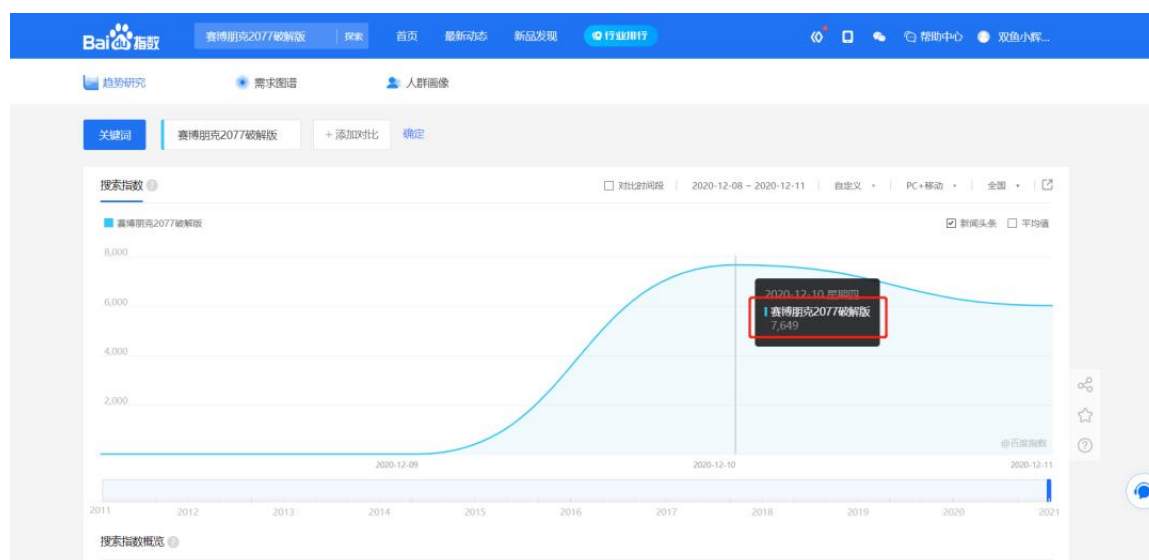 Bai du 指数 赛博朋克2077破解版 探索 首页 最新动态 新品发现 行业排行 帮助中心 双鱼小辉...
趋势研究 需求图谱 人群画像
关键词 赛博朋克2077破解版 + 添加对比 确定
搜索指数 对比时间段 2020-12-08 ~ 2020-12-11 自定义 PC+移动 全国
赛博朋克2077破解版 新闻头条 平均值
8,000
2020-12-10 星期四
6,000
赛博朋克2077破解版
7,649
4,000
2,000
@百度指数
2020-12-09 2020-12-10 2020-12-11
2011 2012 2013 2014 2015 2016 2017 2018 2019 2020 2021
搜索指数概览